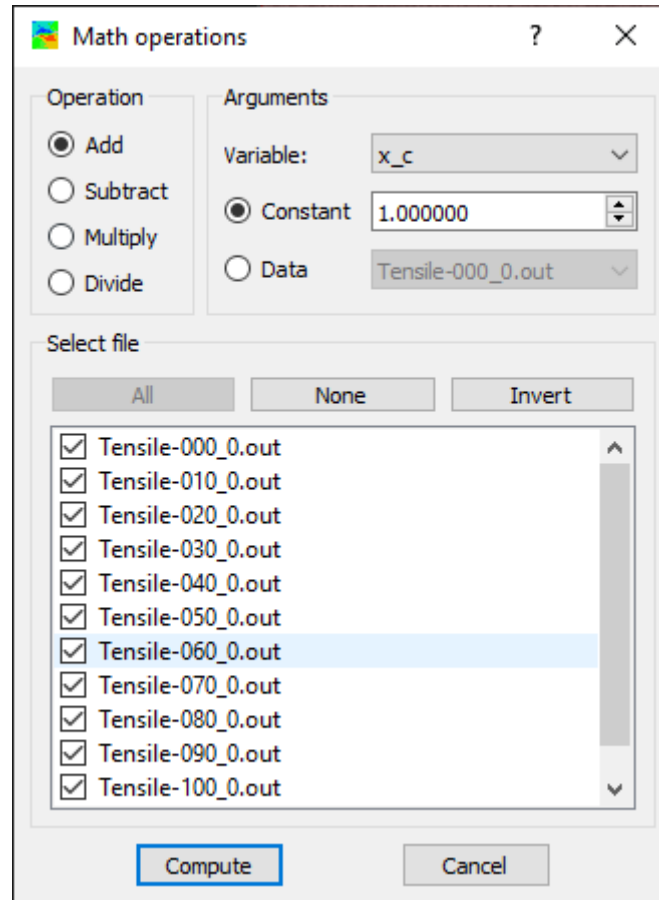 Math operations ?
Operation
Add
Subtract
Multiply
Divide
Arguments
Variable: x_c
Constant 1.000000
Data Tensile-000_0.out
Select file
All None Invert
Tensile-000_0.out
Tensile-010_0.out
Tensile-020_0.out
Tensile-030_0.out
Tensile-040_0.out
Tensile-050_0.out
Tensile-060_0.out
Tensile-070_0.out
Tensile-080_0.out
Tensile-090_0.out
Tensile-100_0.out
Compute Cancel